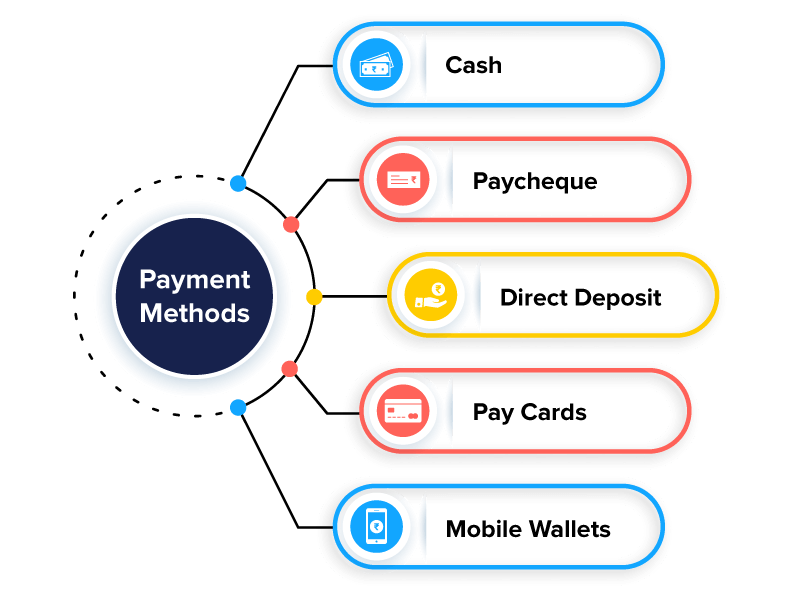 Payment
Methods
Cash
Paycheque
Direct Deposit
Pay Cards
Mobile Wallets